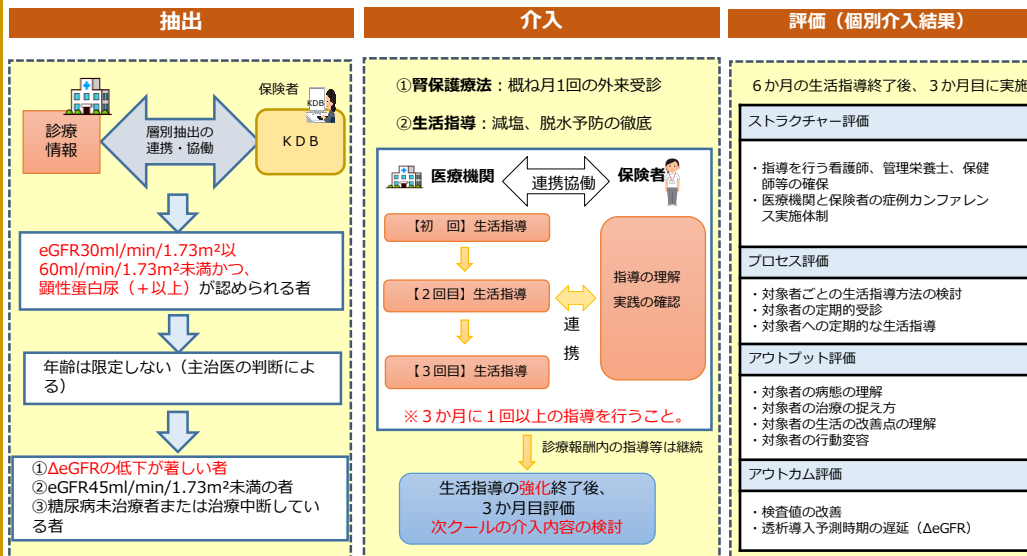 抽出
保険者
KDB
診療
情報
層別抽出の
連携・協働
ＫＤＢ
eGFR30ml/min/1.73m²以
60ml/min/1.73m²未満かつ、
顕性蛋白尿（＋以上）が認められる者
年齢は限定しない（主治医の判断によ
る）
①ΔeGFRの低下が著しい者
②eGFR45ml/min/1.73m²未満の者
③糖尿病未治療者または治療中断してい
る者
介入
①腎保護療法：概ね月1回の外来受診
②生活指導：減塩、脱水予防の徹底
医療機関
連携協働
保険者
【初　回】生活指導
【２回目】生活指導
【３回目】生活指導
連
携
指導の理解
実践の確認
※３か月に１回以上の指導を行うこと。
診療報酬内の指導等は継続
生活指導の強化終了後、
３か月目評価
次クールの介入内容の検討
評価（個別介入結果）
６か月の生活指導終了後、３か月目に実施
ストラクチャー評価
・指導を行う看護師、管理栄養士、保健
師等の確保
・医療機関と保険者の症例カンファレン
ス実施体制
プロセス評価
・対象者ごとの生活指導方法の検討
・対象者の定期的受診
・対象者への定期的な生活指導
アウトプット評価
・対象者の病態の理解
・対象者の治療の捉え方
・対象者の生活の改善点の理解
・対象者の行動変容
アウトカム評価
・検査値の改善
・透析導入予測時期の遅延（ΔeGFR）